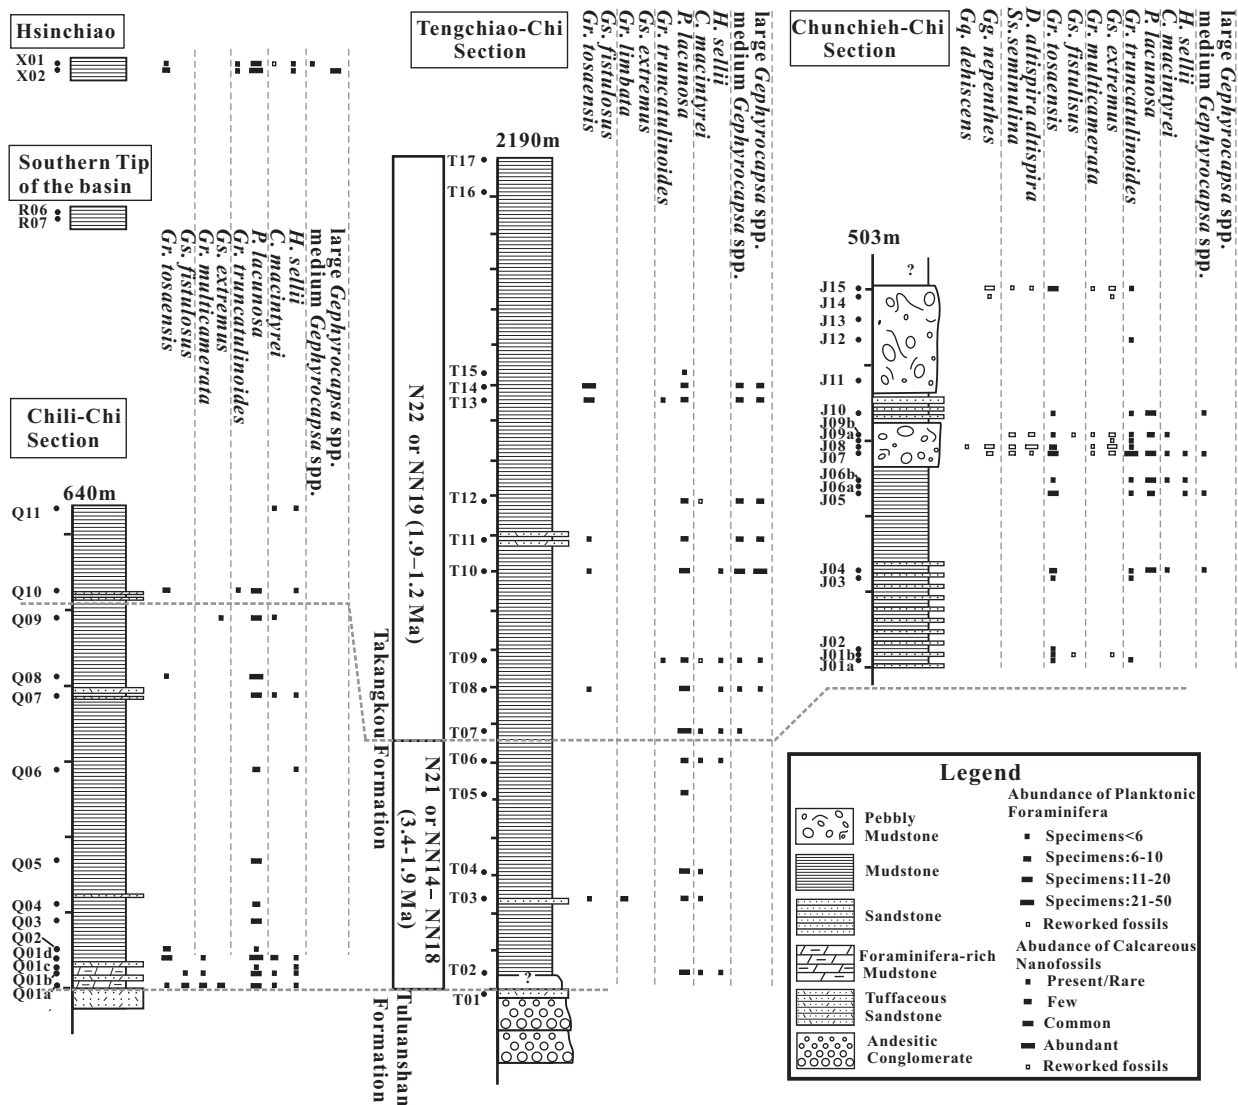 Hsinchiao
X01
X02
Southern Tip
of the basin
R06
R07
Gr. tosaensis
Gs. fistulosus
Gr. multicamerata
Gs. extremus
Gr. truncatulinoides
P. lacunosa
C. macintyrei
H. sellii
medium Gephyrocapsa spp.
large Gephyrocapsa spp.
Chili-Chi
Section
640m
Q11
Q10
Q09
Q08
Q07
Q06
Q05
Q04
Q03
Q02
Q01d
Q01c
Q01b
Q01a
Tengchiao-Chi
Section
Gr. tosaensis
Gs. fistulosus
Gr. limbata
Gs. extremus
Gr. truncatulinoides
P. lacunosa
C. macintyrei
H. sellii
medium Gephyrocapsa spp.
large Gephyrocapsa spp.
2190m
T17
T16
T15
T14
T13
T12
T11
T10
T09
T08
T07
T06
T05
T04
T03
T02
?
T01
N22 or NN19 (1.9–1.2 Ma)
N21 or NN14– NN18
(3.4-1.9 Ma)
Takangkou Formation
Tuluanshan
Formation
Chunchieh-Chi
Section
Gq. dehiscens
Gg. nepenthes
Ss. seminulina
D. altispira altispira
Gr. tosaensis
Gs. fistulisus
Gr. multicamerata
Gs. extremus
Gr. truncatulinoides
P. lacunosa
C. macintyrei
H. sellii
medium Gephyrocapsa spp.
large Gephyrocapsa spp.
503m
?
J15
J14
J13
J12
J11
J10
J09b
J09a
J08
J07
J06b
J06a
J05
J04
J03
J02
J01b
J01a
Legend
Pebbly
Mudstone
Mudstone
Sandstone
Foraminifera-rich
Mudstone
Tuffaceous
Sandstone
Andesitic
Conglomerate
Abundance of Planktonic
Foraminifera
Specimens<6
Specimens:6-10
Specimens:11-20
Specimens:21-50
Reworked fossils
Abudance of Calcareous
Nanofossils
Present/Rare
Few
Common
Abundant
Reworked fossils